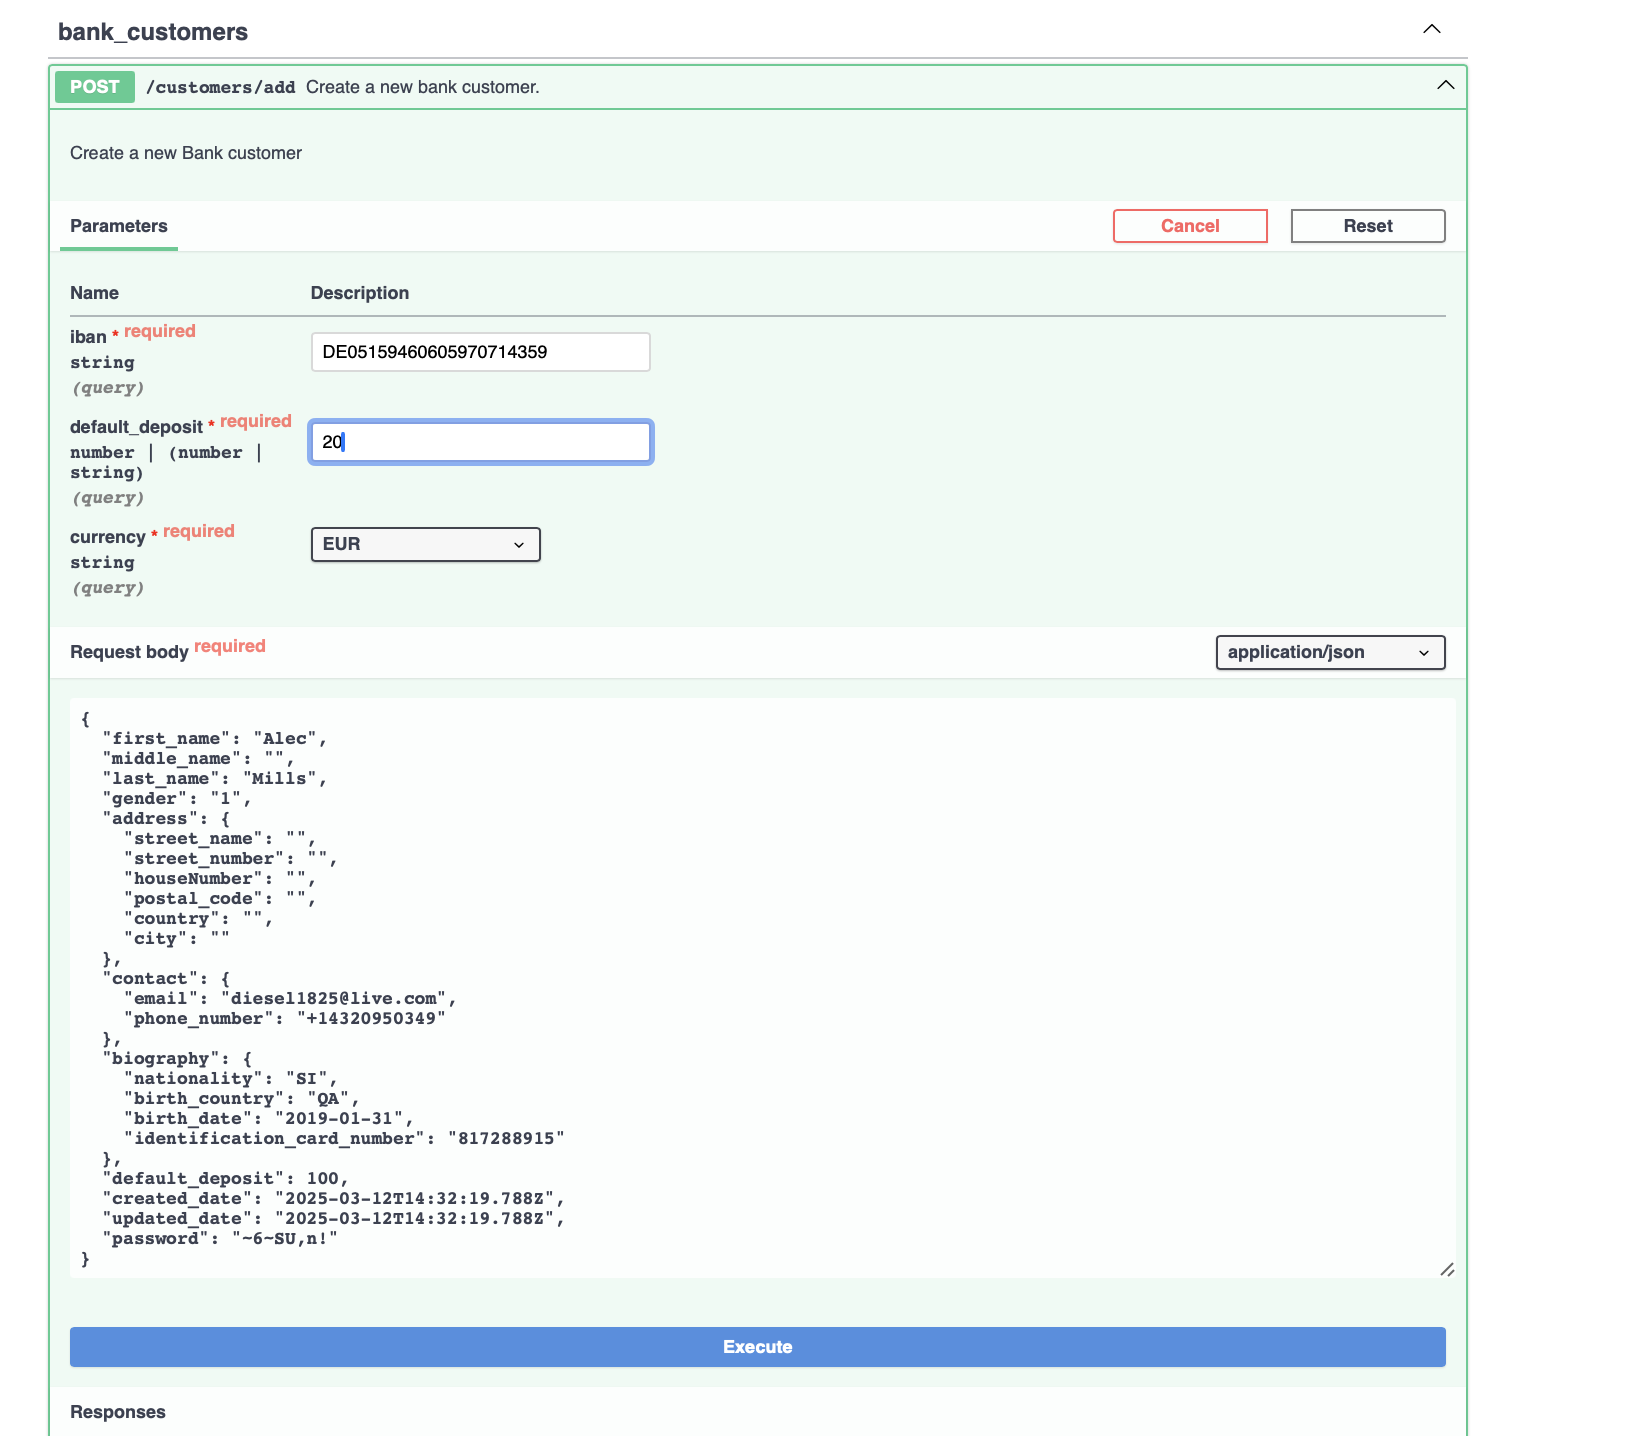 bank_customers
POST /customers/add Create a new bank customer.
Create a new Bank customer
Parameters
Cancel
Reset
Name Description
iban * required
string
(query)
DE05159460605970714359
default_deposit * required
number | (number |
string)
(query)
20
currency * required
string
(query)
EUR
Request body required
application/json
{
  "first_name": "Alec",
  "middle_name": "",
  "last_name": "Mills",
  "gender": "1",
  "address": {
    "street_name": "",
    "street_number": "",
    "houseNumber": "",
    "postal_code": "",
    "country": "",
    "city": ""
  },
  "contact": {
    "email": "diesel1825@live.com",
    "phone_number": "+14320950349"
  },
  "biography": {
    "nationality": "SI",
    "birth_country": "QA",
    "birth_date": "2019-01-31",
    "identification_card_number": "817288915"
  },
  "default_deposit": 100,
  "created_date": "2025-03-12T14:32:19.788Z",
  "updated_date": "2025-03-12T14:32:19.788Z",
  "password": "~6~SU,n!"
}
Execute
Responses